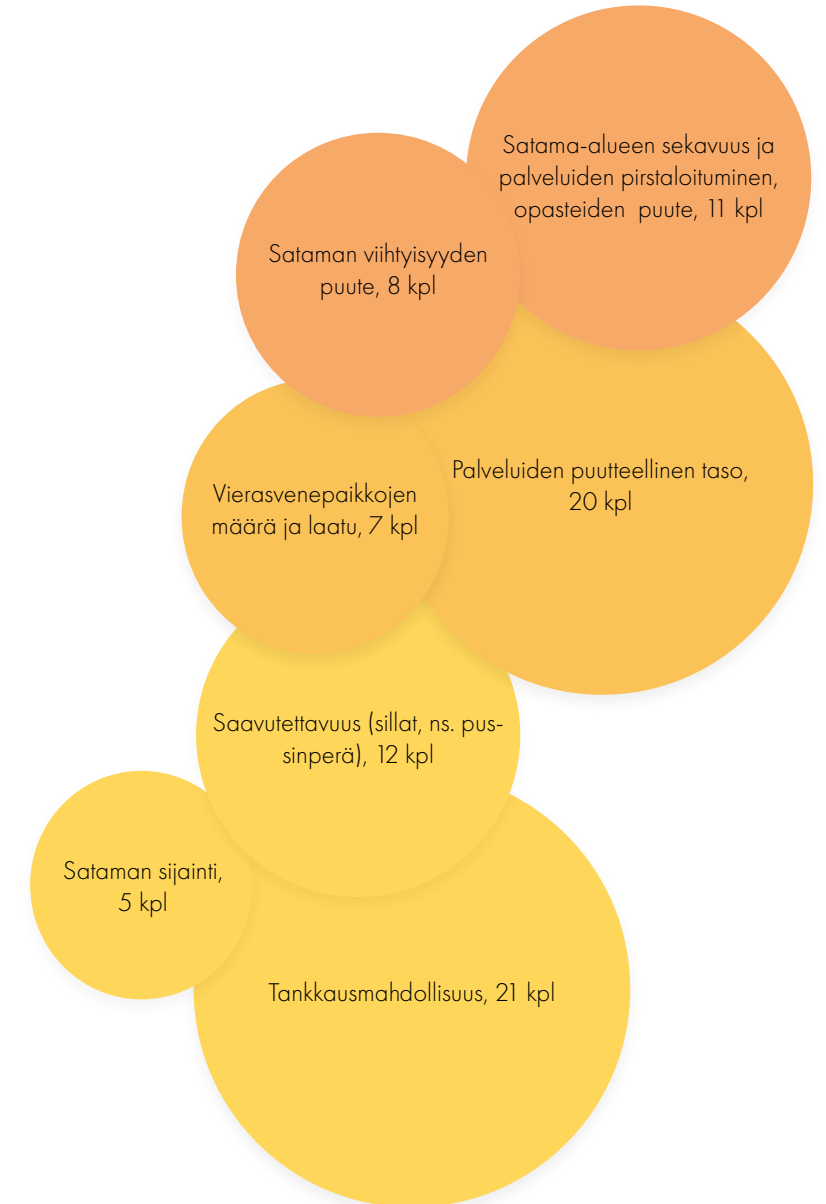 Satama-alueen sekavuus ja
palveluiden pirstaloituminen,
opasteiden puute, 11 kpl
Sataman viihtyisyyden
puute, 8 kpl
Palveluiden puutteellinen taso,
20 kpl
Vierasvenepaikkojen
määrä ja laatu, 7 kpl
Saavutettavuus (sillat, ns. pus-
sinperä), 12 kpl
Sataman sijainti,
5 kpl
Tankkausmahdollisuus, 21 kpl